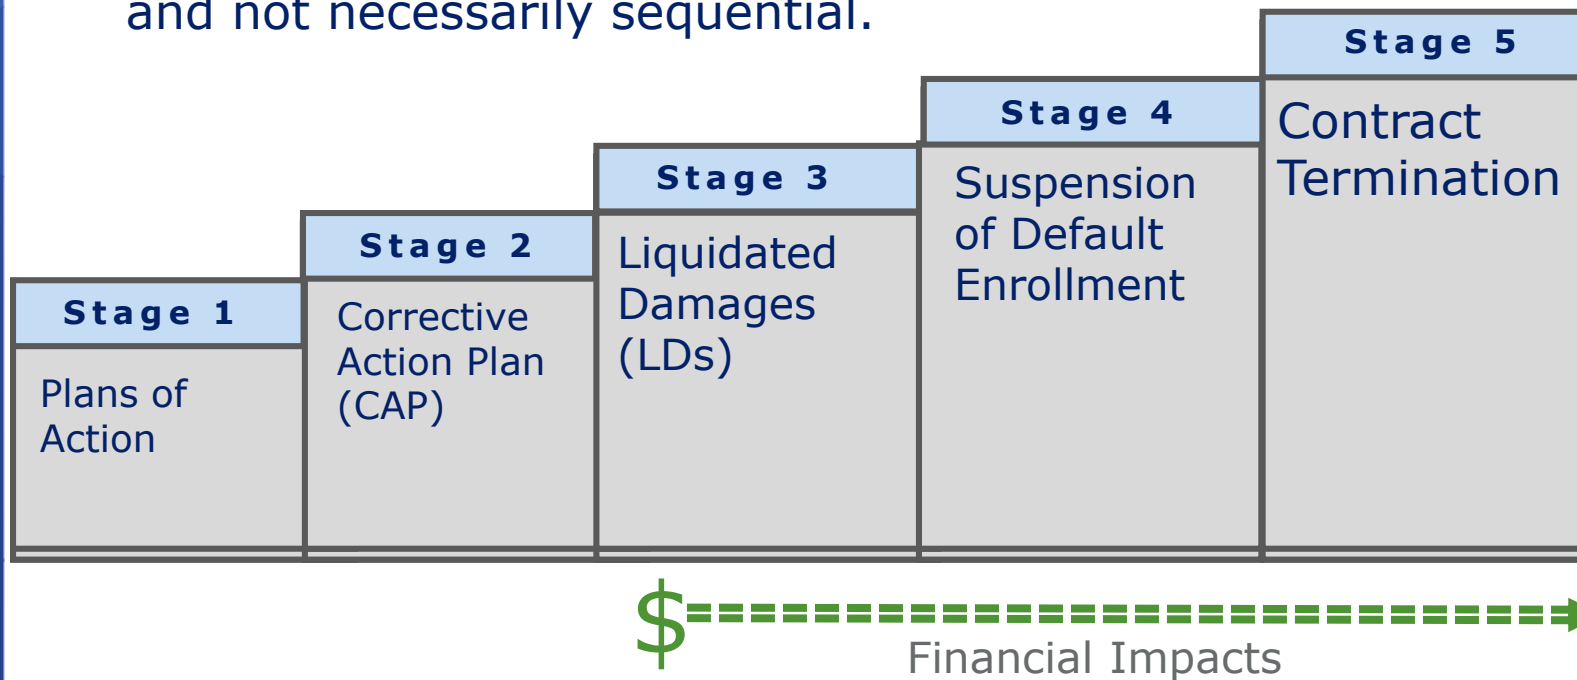 and not necessarily sequential.
Stage 1
Plans of
Action
Stage 2
Corrective
Action Plan
(CAP)
Stage 3
Liquidated
Damages
(LDs)
Stage 4
Suspension
of Default
Enrollment
Stage 5
Contract
Termination
$
Financial Impacts